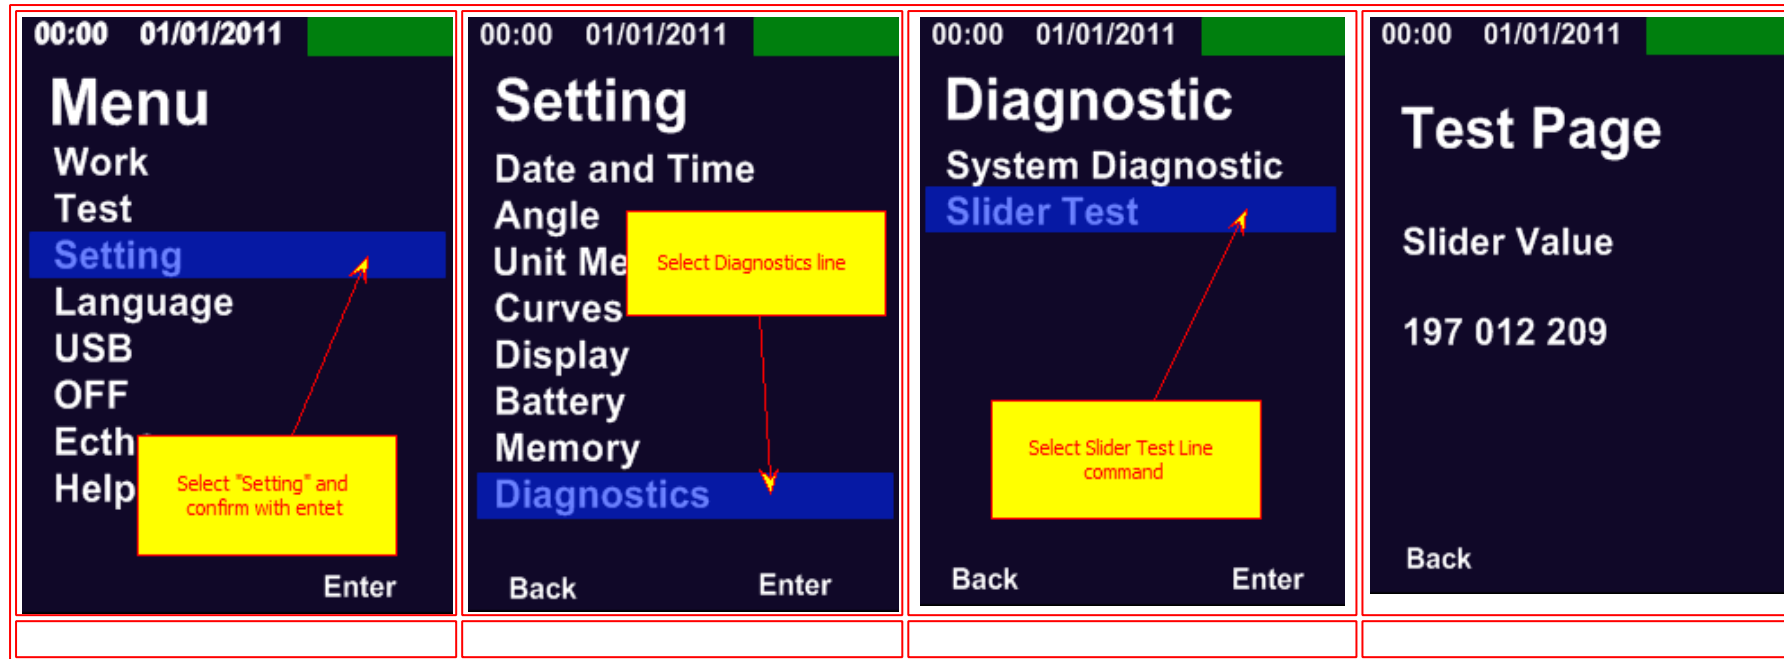 00:00 01/01/2011
Menu
Work
Test
Setting
Language
USB
OFF
Help
Select "Setting" and
confirm with entet
Enter
00:00 01/01/2011
Setting
Date and Time
Angle
Unit
Select Diagnostics line
Curves
Display
Battery
Memory
Diagnostics
Back Enter
00:00 01/01/2011
Diagnostic
System Diagnostic
Slider Test
Select Slider Test Line
command
Back Enter
00:00 01/01/2011
Test Page
Slider Value
197 012 209
Back